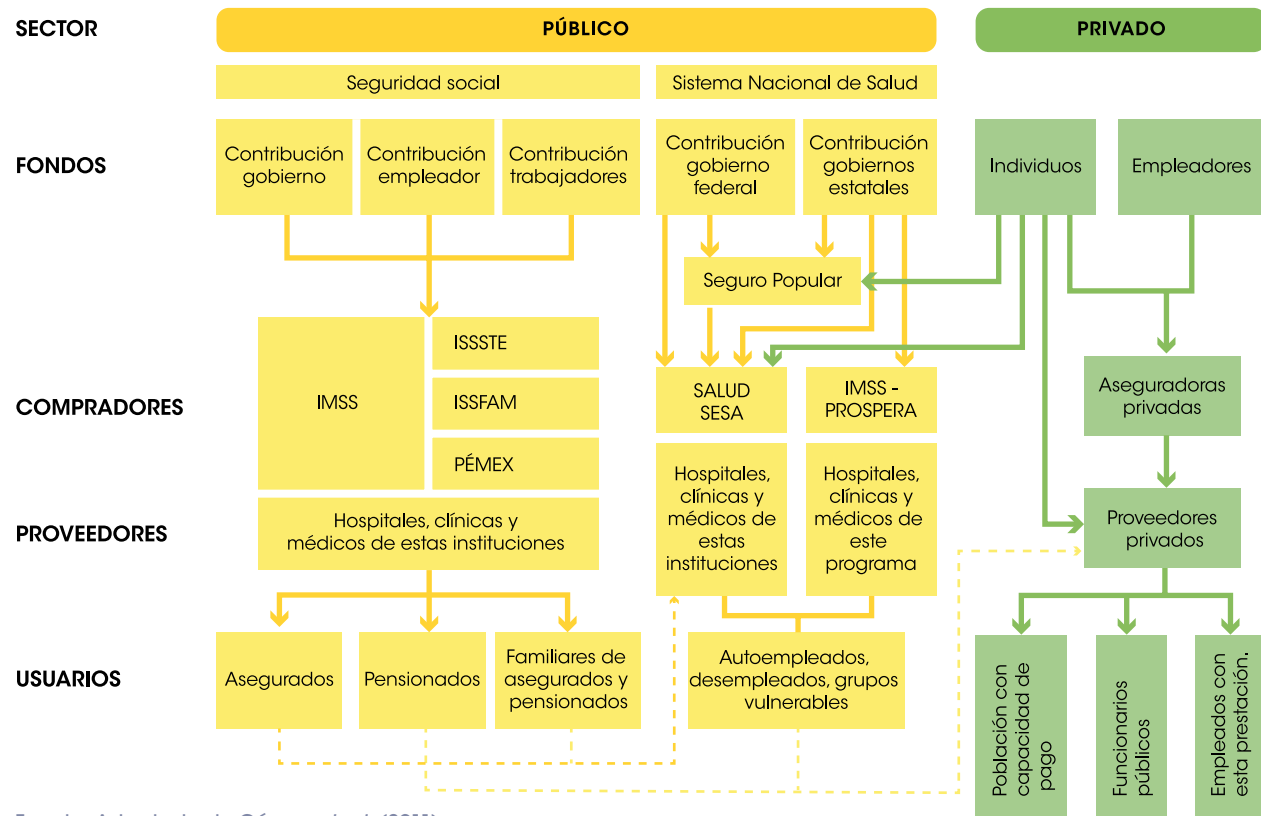 SECTOR
PÚBLICO
PRIVADO
Seguridad social
Sistema Nacional de Salud
FONDOS
Contribución
gobierno
Contribución
empleador
Contribución
trabajadores
Contribución
gobierno
federal
Contribución
gobiernos
estatales
Individuos
Empleadores
Seguro Popular
COMPRADORES
IMSS
ISSSTE
ISSFAM
PÉMEX
SALUD
SESA
IMSS -
PROSPERA
Aseguradoras
privadas
PROVEEDORES
Hospitales, clínicas y
médicos de estas instituciones
Hospitales,
clínicas y
médicos de
estas
instituciones
Hospitales,
clínicas y
médicos de
este
programa
Proveedores
privados
USUARIOS
Asegurados
Pensionados
Familiares de
asegurados y
pensionados
Autoempleados,
desempleados, grupos
vulnerables
Población con
capacidad de
pago
Funcionarios
públicos
Empleados con
esta prestación.